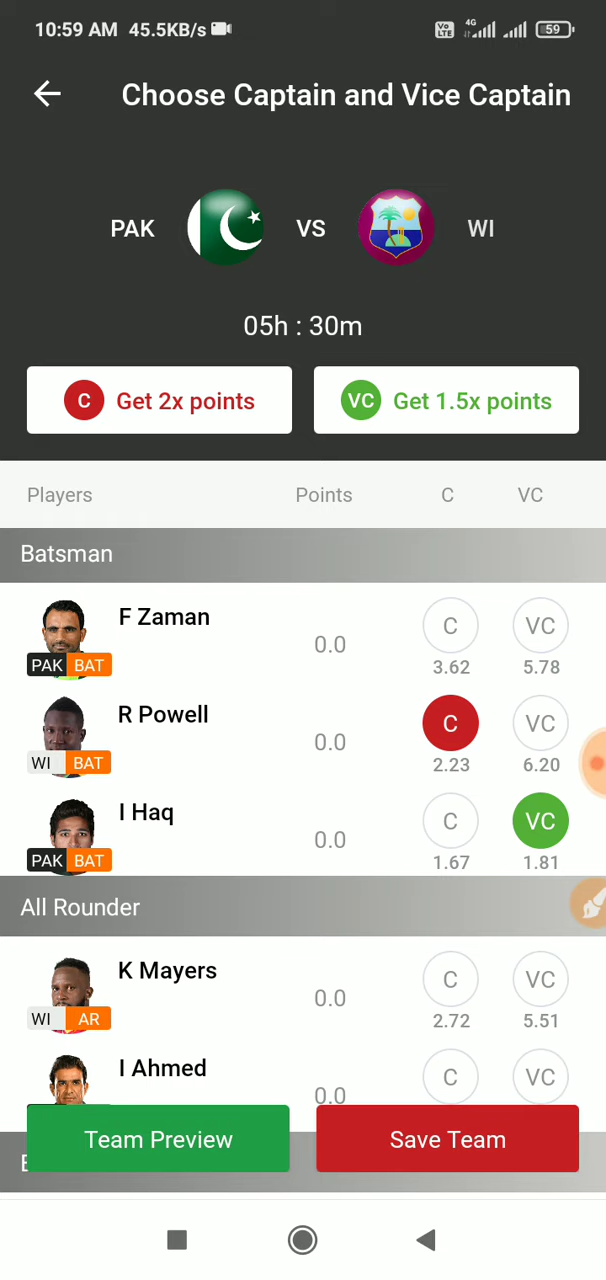 10:59 AM 45.5KB/s Vo LTE 4G 59
Choose Captain and Vice Captain
PAK VS WI
05h : 30m
C Get 2x points VC Get 1.5x points
Players Points C VC
Batsman
F Zaman
0.0 C VC
PAK BAT 3.62 5.78
R Powell
0.0 C VC
WI BAT 2.23 6.20
I Haq
0.0 C VC
PAK BAT 1.67 1.81
All Rounder
K Mayers
0.0 C VC
WI AR 2.72 5.51
I Ahmed
0.0 C VC
Team Preview Save Team